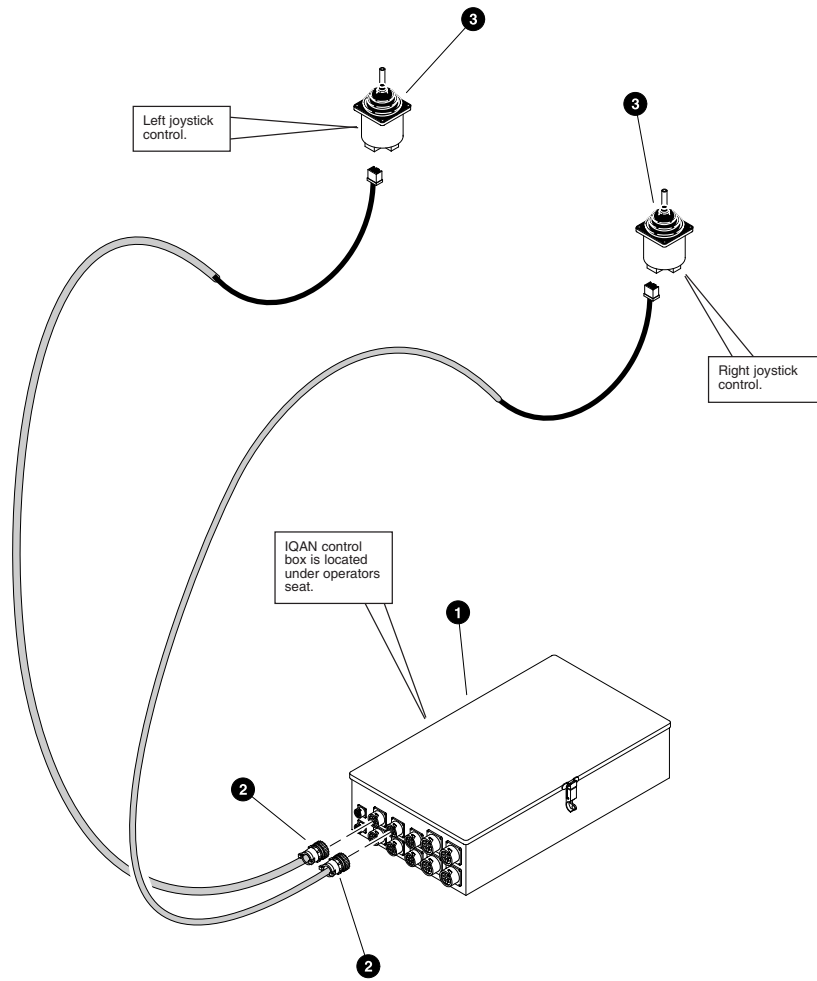 3
Left joystick
control.
3
Right joystick
control.
IQAN control
box is located
under operators
seat.
1
2
2